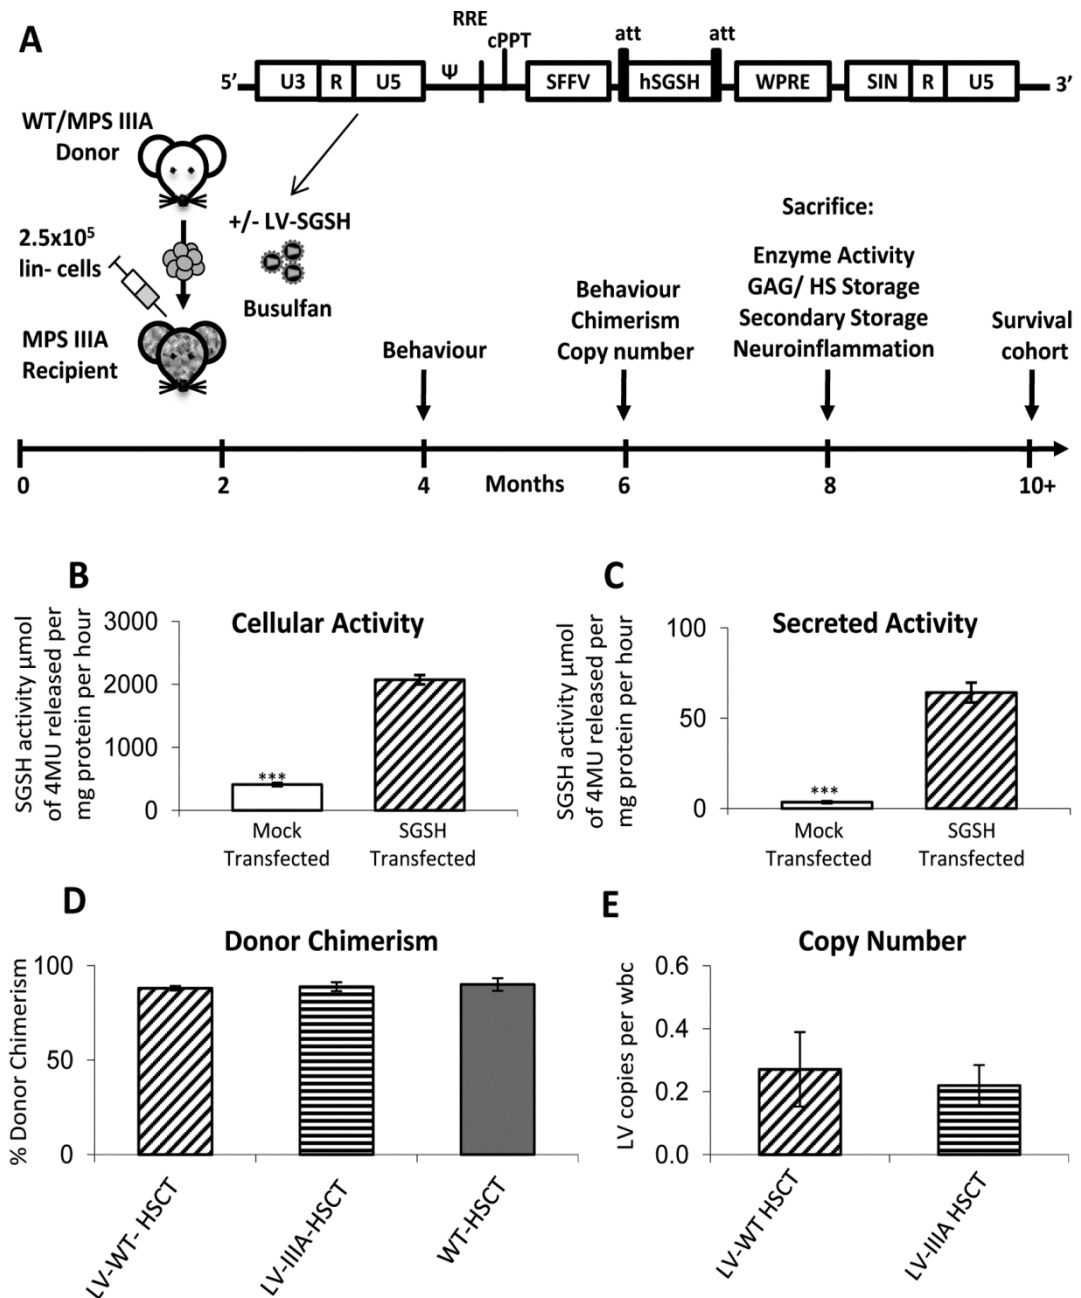 A
RRE
cPPT
att
att
5’
U3
R
U5
Ψ
SFFV
hSGSH
WPRE
SIN
R
U5
3’
WT/MPS IIIA
Donor
2.5x10⁵
lin- cells
MPS IIIA
Recipient
+/- LV-SGSH
Busulfan
Behaviour
Behaviour
Chimerism
Copy number
Sacrifice:
Enzyme Activity
GAG/ HS Storage
Secondary Storage
Neuroinflammation
Survival
cohort
0
2
4
Months
6
8
10+
B
Cellular Activity
SGSH activity µmol
of 4MU released per
mg protein per hour
3000
2000
1000
0
***
Mock
Transfected
SGSH
Transfected
C
Secreted Activity
SGSH activity µmol
of 4MU released per
mg protein per hour
100
50
0
***
Mock
Transfected
SGSH
Transfected
D
Donor Chimerism
% Donor Chimerism
100
50
0
LV-WT- HSCT
LV-IIIA-HSCT
WT-HSCT
E
Copy Number
LV copies per wbc
0.6
0.4
0.2
0.0
LV-WT HSCT
LV-IIIA HSCT